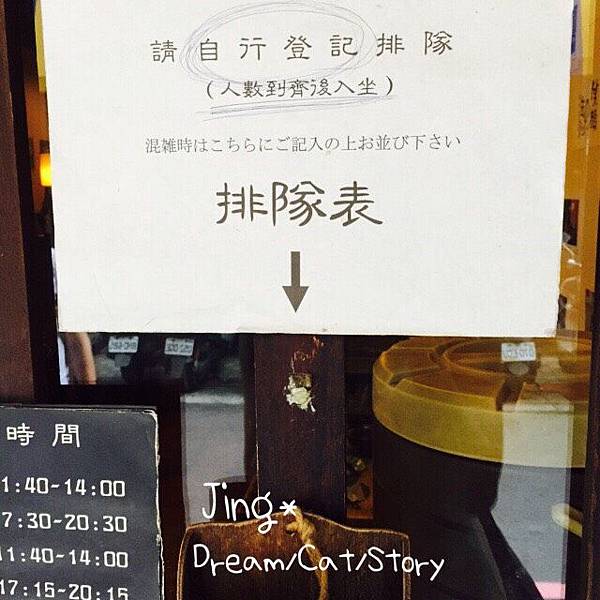 請自行登記排隊
(人數到齊後入坐)
混雑時はこちらにご記入の上お並び下さい
排隊表
時間
1:40~14:00
7:30~20:30
11:40~14:00
17:15~20:15
Jing*
Dream/Cat/Story